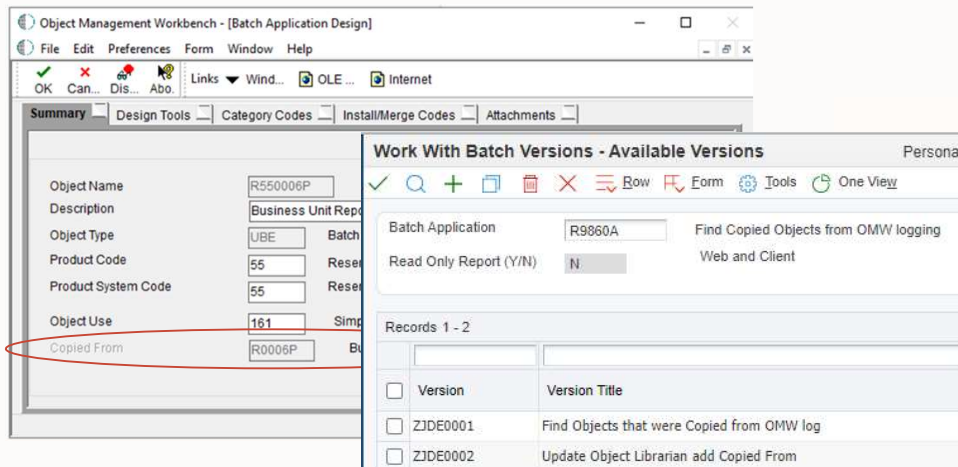 Object Management Workbench - [Batch Application Design]
File Edit Preferences Form Window Help
OK Can... Dis... Abo. Links Wind... OLE ... Internet
Summary Design Tools Category Codes Install/Merge Codes Attachments
Object Name R550006P
Description Business Unit Repo
Object Type UBE Batch
Product Code 55 Reser
Product System Code 55 Reser
Object Use 161 Simp
Copied From R0006P Bu
Work With Batch Versions - Available Versions Persona
Row Form Tools One View
Batch Application R9860A Find Copied Objects from OMW logging
Read Only Report (Y/N) N Web and Client
Records 1 - 2
Version Version Title
ZJDE0001 Find Objects that were Copied from OMW log
ZJDE0002 Update Object Librarian add Copied From